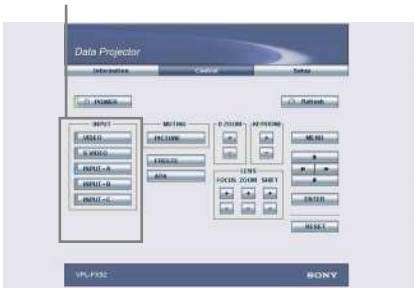 Data Projector
Information Control Setup
POWER Refresh
INPUT MUTING D ZOOM KEYSTONE
VIDEO PICTURE + + MENU
S VIDEO
INPUT-A FREEZE - -
INPUT-B APA LENS
INPUT-C FOCUS ZOOM SHIFT
+ + + ENTER
- - -
RESET
VPL-FX52 SONY